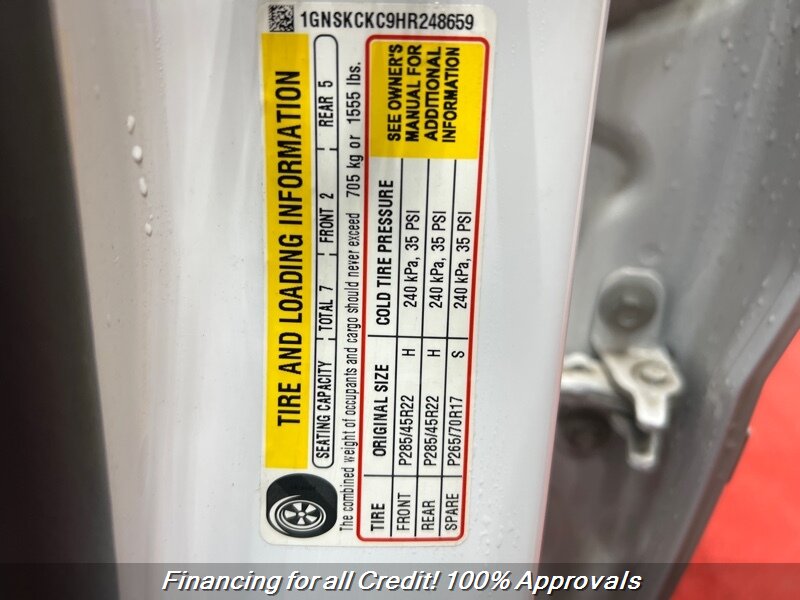 1GNSKCKC9HR248659
TIRE AND LOADING INFORMATION
SEATING CAPACITY TOTAL 7 FRONT 2 REAR 5
The combined weight of occupants and cargo should never exceed 705 kg or 1555 lbs.
TIRE ORIGINAL SIZE COLD TIRE PRESSURE
FRONT P285/45R22 H 240 kPa, 35 PSI
REAR P285/45R22 H 240 kPa, 35 PSI
SPARE P265/70R17 S 240 kPa, 35 PSI
SEE OWNER'S
MANUAL FOR
ADDITIONAL
INFORMATION
Financing for all Credit! 100% Approvals